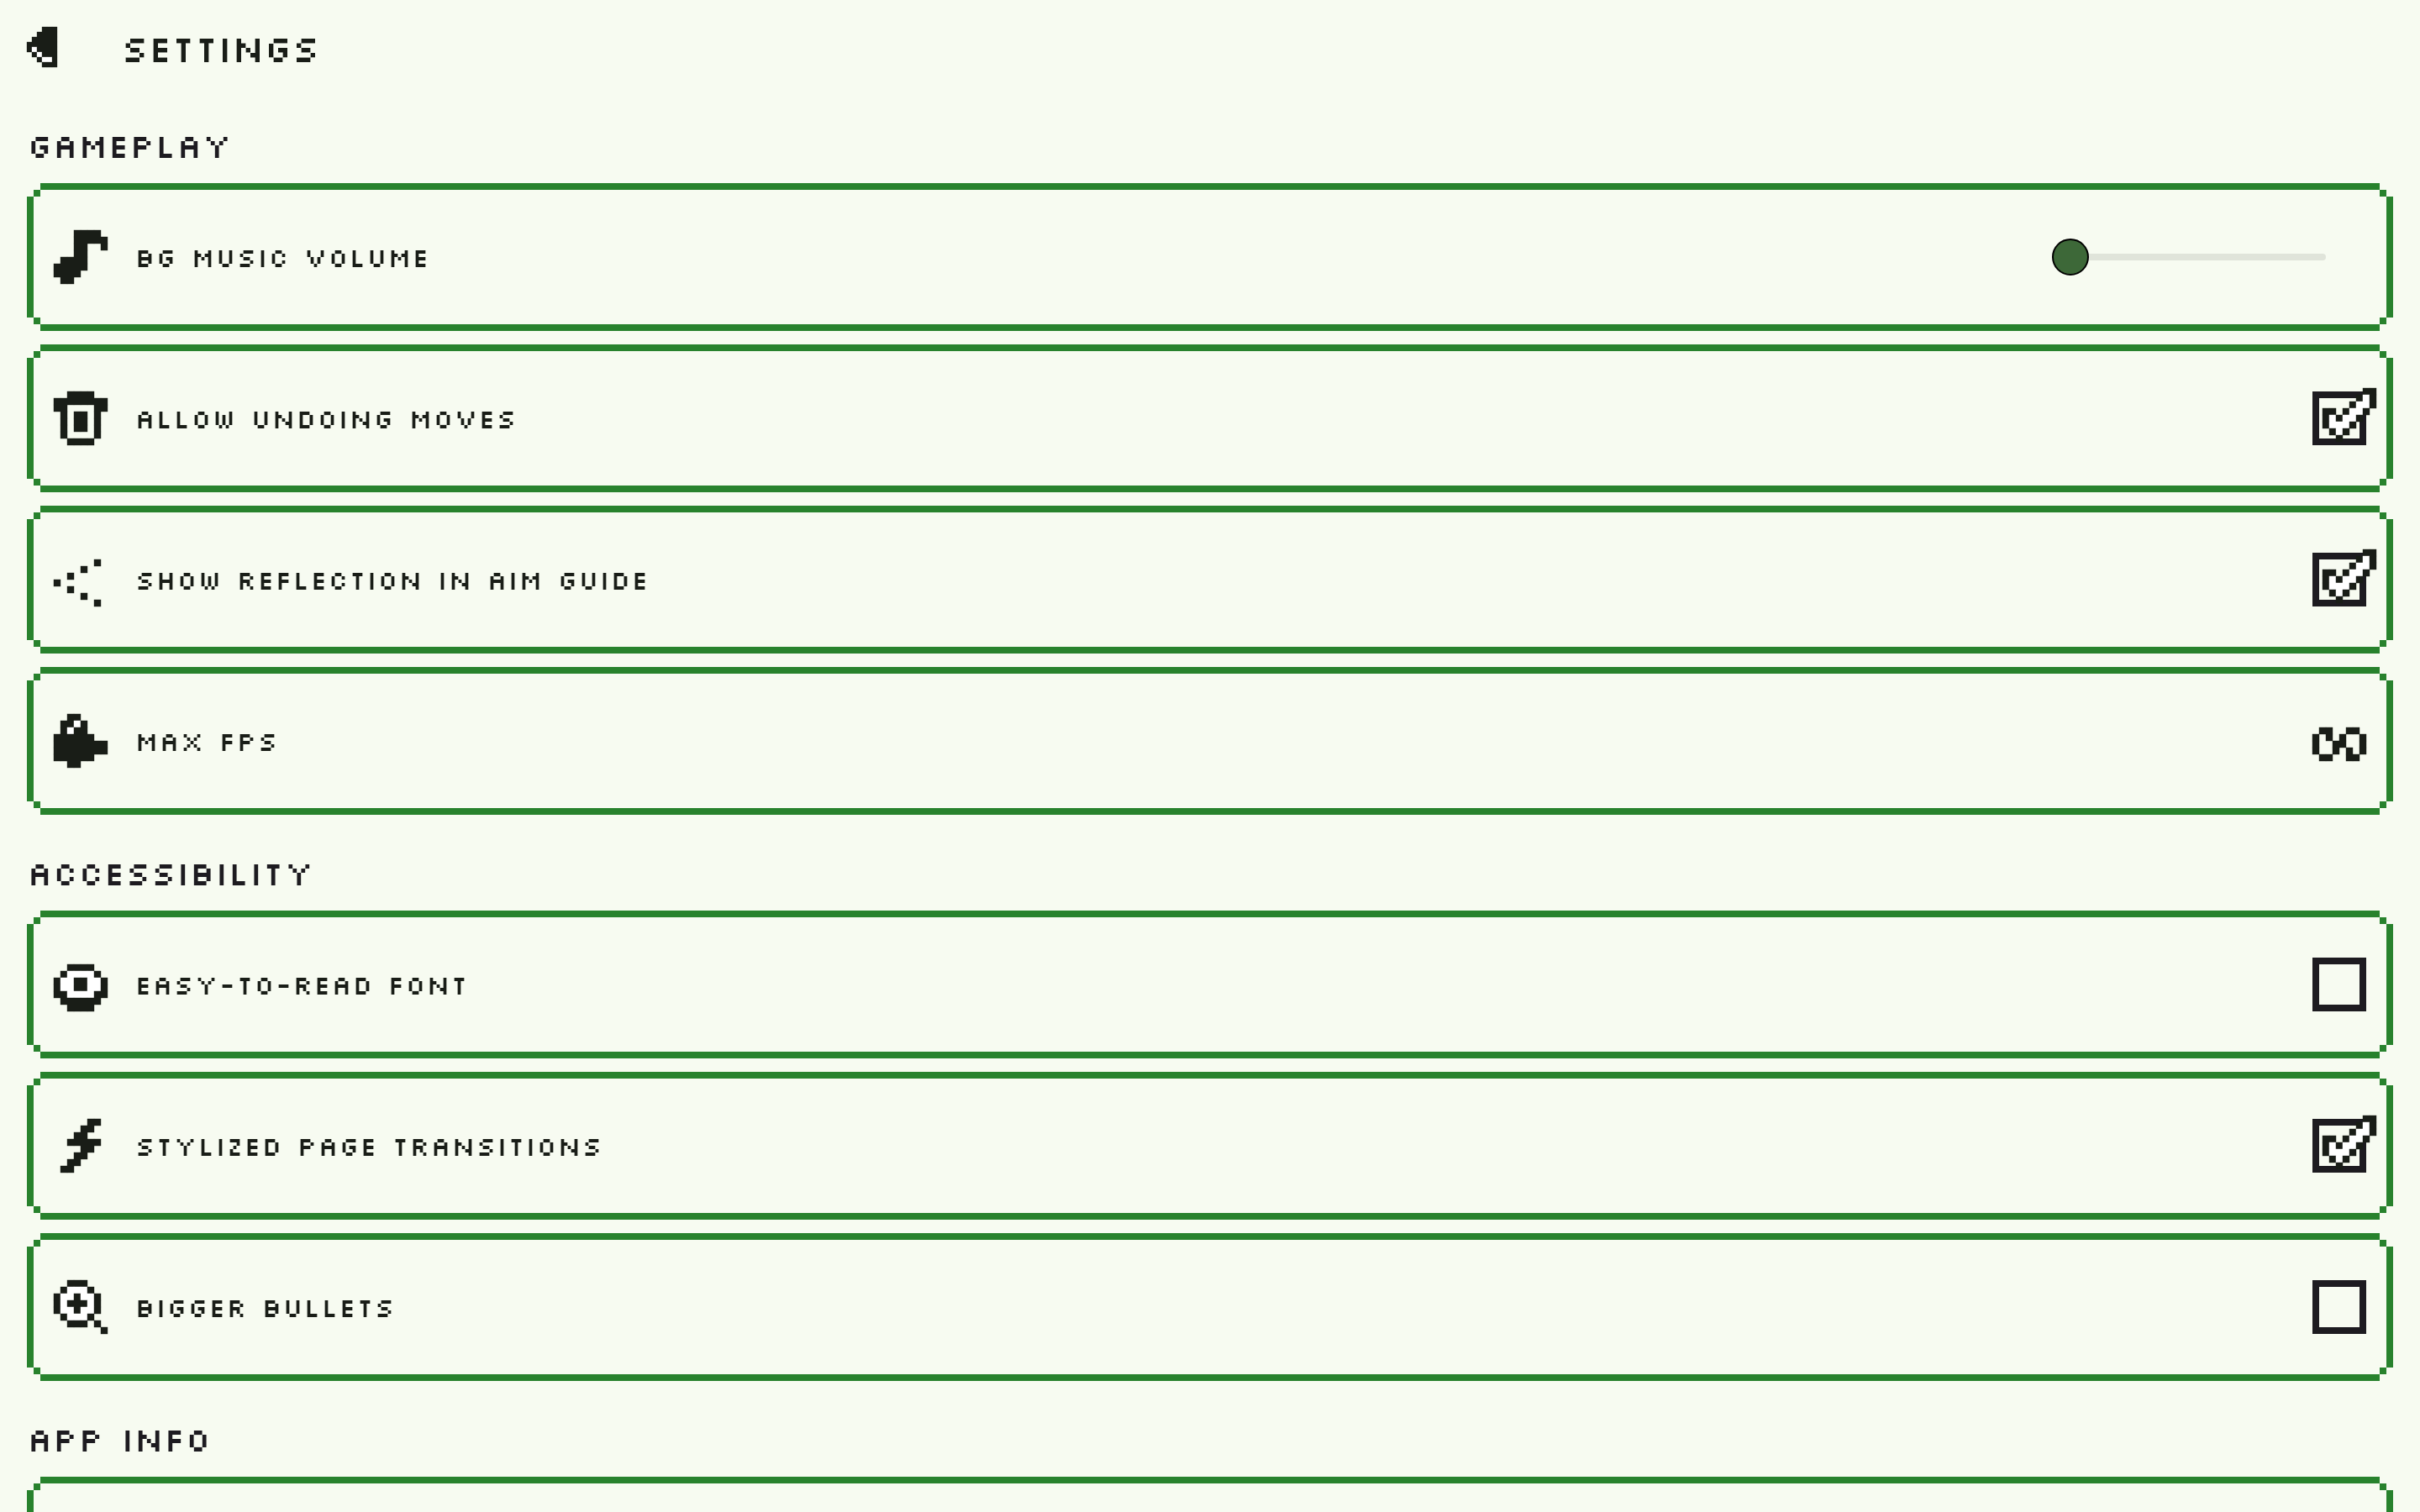 SETTINGS
GAMEPLAY
BG MUSIC VOLUME
ALLOW UNDOING MOVES
SHOW REFLECTION IN AIM GUIDE
MAX FPS
∞
ACCESSIBILITY
EASY-TO-READ FONT
STYLIZED PAGE TRANSITIONS
BIGGER BULLETS
APP INFO